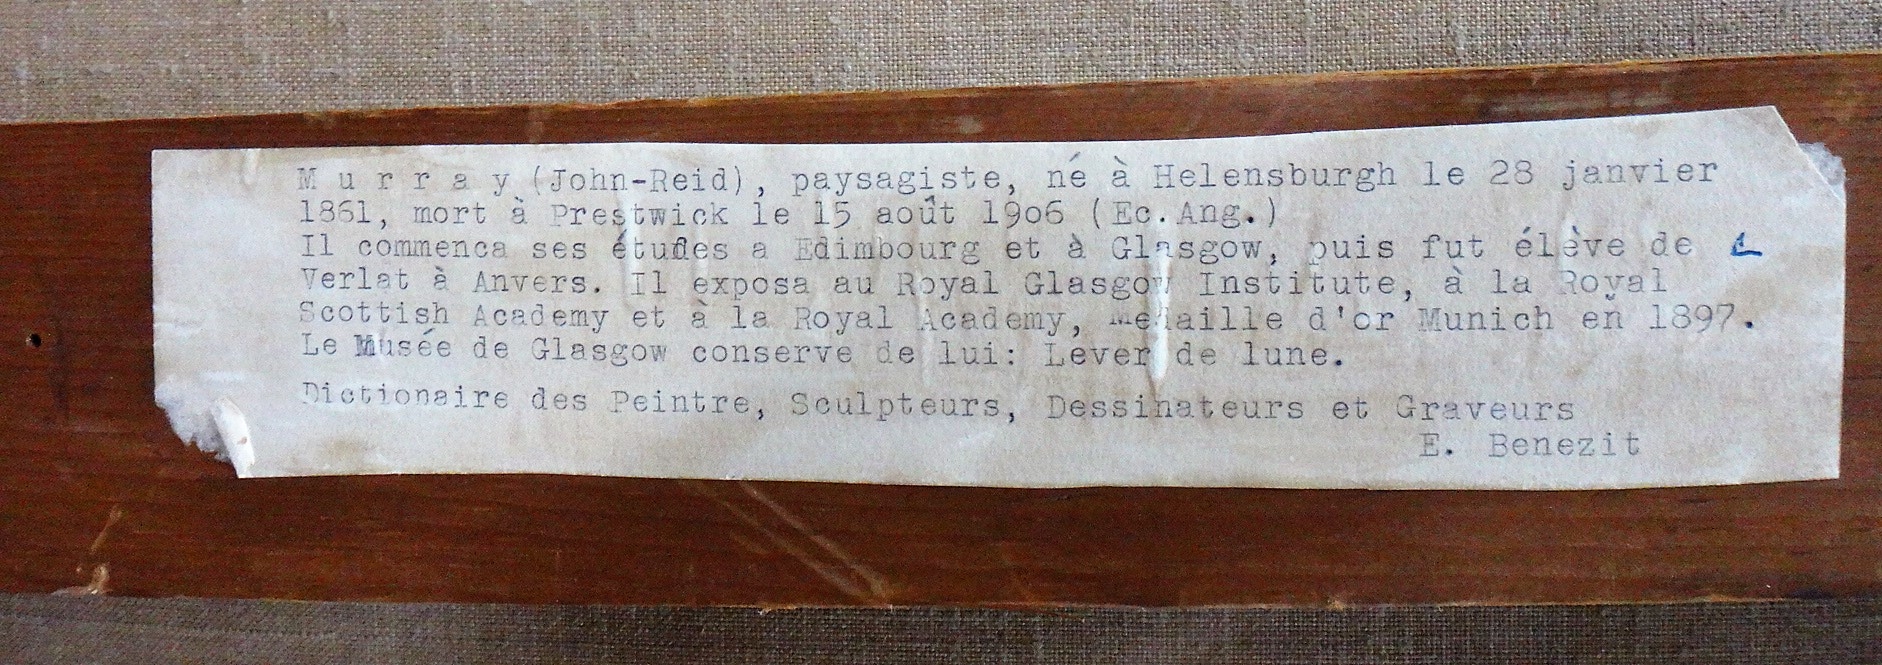 M u r r a y (John-Reid), paysagiste, né à Helensburgh le 28 janvier
1861, mort à Prestwick le 15 août 1906 (Ec.Ang.)
Il commenca ses études a Edimbourg et à Glasgow, puis fut élève de
Verlat à Anvers. Il exposa au Royal Glasgow Institute, à la Royal
Scottish Academy et à la Royal Academy, Medaille d'or Munich en 1897.
Le Musée de Glasgow conserve de lui: Lever de lune.
Dictionaire des Peintre, Sculpteurs, Dessinateurs et Graveurs
E. Benezit